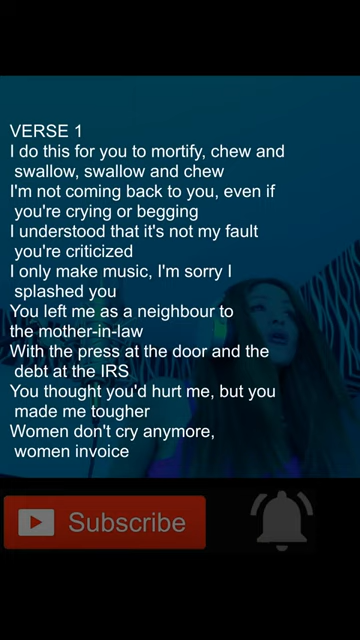 VERSE 1
I do this for you to mortify, chew and
swallow, swallow and chew
I'm not coming back to you, even if
you're crying or begging
I understood that it's not my fault
you're criticized
I only make music, I'm sorry I
splashed you
You left me as a neighbour to
the mother-in-law
With the press at the door and the
debt at the IRS
You thought you'd hurt me, but you
made me tougher
Women don't cry anymore,
women invoice
Subscribe